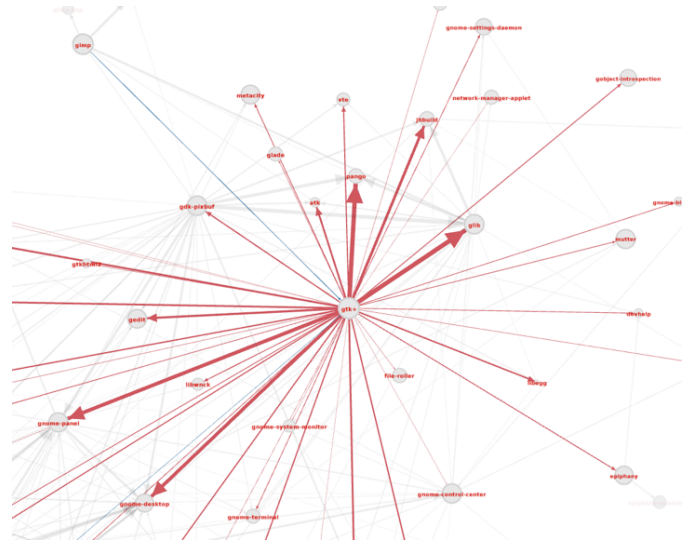 gimp
gnome-settings-daemon
gobject-introspection
metacity
vte
network-manager-applet
jhbuild
glade
pango
gdk-pixbuf
atk
glib
mutter
gtkhtml2
gtk+
gedit
devhelp
file-roller
libwnck
libegg
gnome-panel
gnome-system-monitor
epiphany
gnome-control-center
gnome-desktop
gnome-terminal